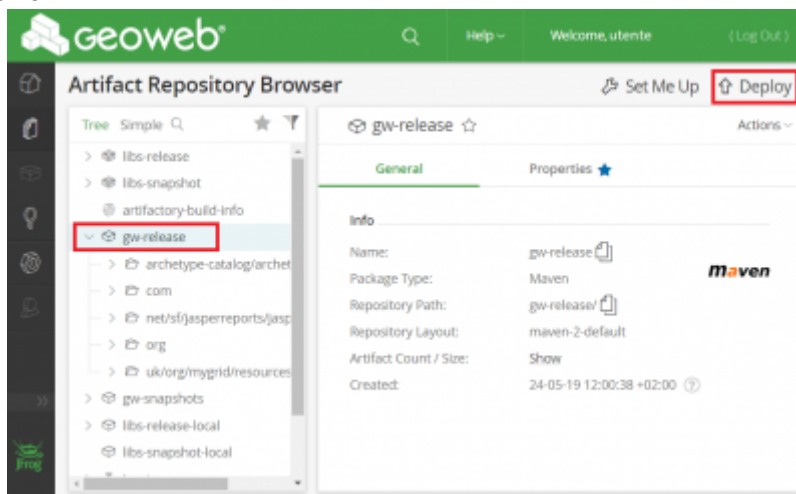 Geoweb®
Help
Welcome, utente
(Log Out)
Artifact Repository Browser
Set Me Up
Deploy
Tree Simple
gw-release
Actions
libs-release
libs-snapshot
artifactory-build-info
gw-release
archetype-catalog/archet
com
net/sf/jasperreports/jasp
org
uk/org/mygrid/resources
gw-snapshots
libs-release-local
libs-snapshot-local
General
Properties
Info
Name: gw-release
Package Type: Maven
Repository Path: gw-release/
Repository Layout: maven-2-default
Artifact Count / Size: Show
Created: 24-05-19 12:00:38 +02:00
Maven
JFrog